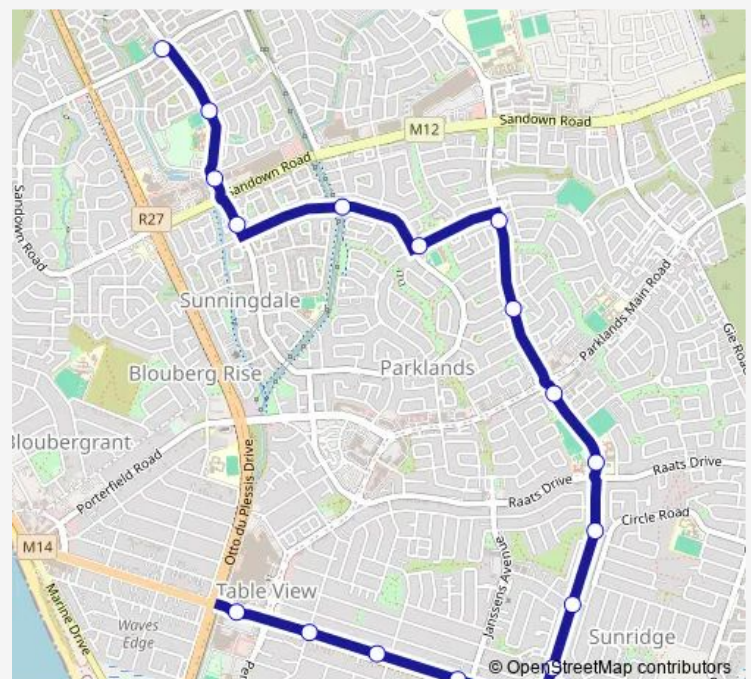 M12
Sandown Road
Sandown Road
R27
Sandown Road
Sunningdale
Parklands Main Road
Gie Road
Blouberg Rise
Parklands
Bloubergrant
Porterfield Road
Otto du Plessis Drive
Raats Drive
Raats Drive
Circle Road
M14
Marine Drive
Table View
Janssens Avenue
Waves
Edge
Sunridge
© OpenStreetMap contributors